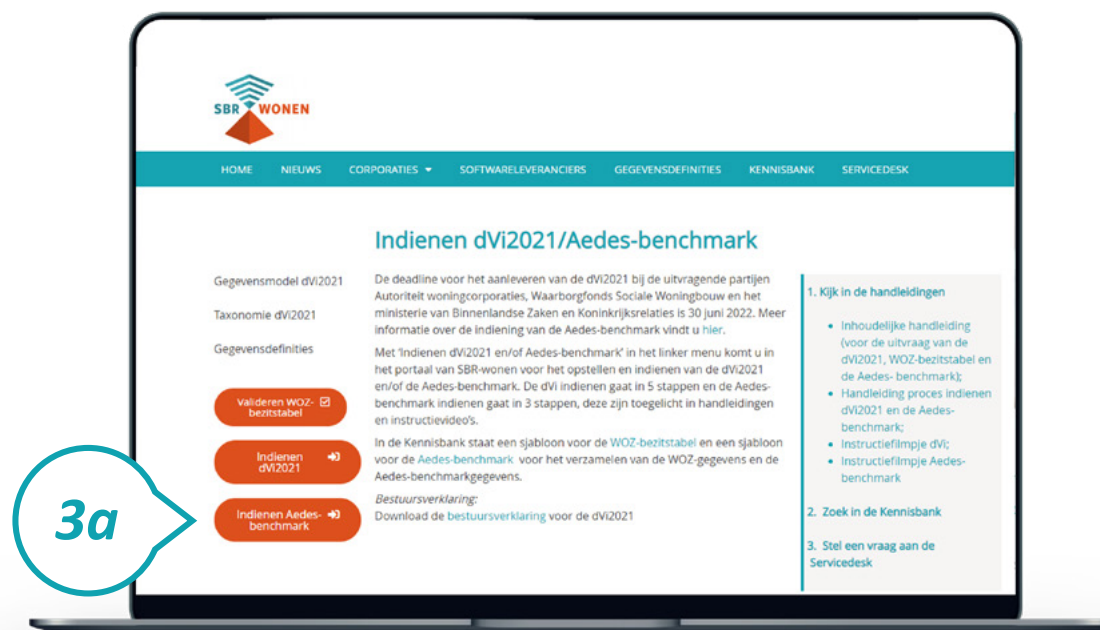 SBR WONEN
HOME NIEUWS CORPORATIES SOFTWARELEVERANCIERS GEGEVENSDEFINITIES KENNISBANK SERVICEDESK
Indienen dVi2021/Aedes-benchmark
Gegevensmodel dVi2021
Taxonomie dVi2021
Gegevensdefinities
Valideren WOZ-
bezitstabel
Indienen
dVi2021
Indienen Aedes-
benchmark
3a
De deadline voor het aanleveren van de dVi2021 bij de uitvragende partijen
Autoriteit woningcorporaties, Waarborgfonds Sociale Woningbouw en het
ministerie van Binnenlandse Zaken en Koninkrijksrelaties is 30 juni 2022. Meer
informatie over de indiening van de Aedes-benchmark vindt u hier.
Met 'Indienen dVi2021 en/of Aedes-benchmark' in het linker menu komt u in
het portaal van SBR-wonen voor het opstellen en indienen van de dVi2021
en/of de Aedes-benchmark. De dVi indienen gaat in 5 stappen en de Aedes-
benchmark indienen gaat in 3 stappen, deze zijn toegelicht in handleidingen
en instructievideo's.
In de Kennisbank staat een sjabloon voor de WOZ-bezitstabel en een sjabloon
voor de Aedes-benchmark voor het verzamelen van de WOZ-gegevens en de
Aedes-benchmarkgegevens.
Bestuursverklaring:
Download de bestuursverklaring voor de dVi2021
1. Kijk in de handleidingen
• Inhoudelijke handleiding
(voor de uitvraag van de
dVi2021, WOZ-bezitstabel en
de Aedes- benchmark);
• Handleiding proces indienen
dVi2021 en de Aedes-
benchmark;
• Instructiefilmpje dVi;
• Instructiefilmpje Aedes-
benchmark
2. Zoek in de Kennisbank
3. Stel een vraag aan de
Servicedesk